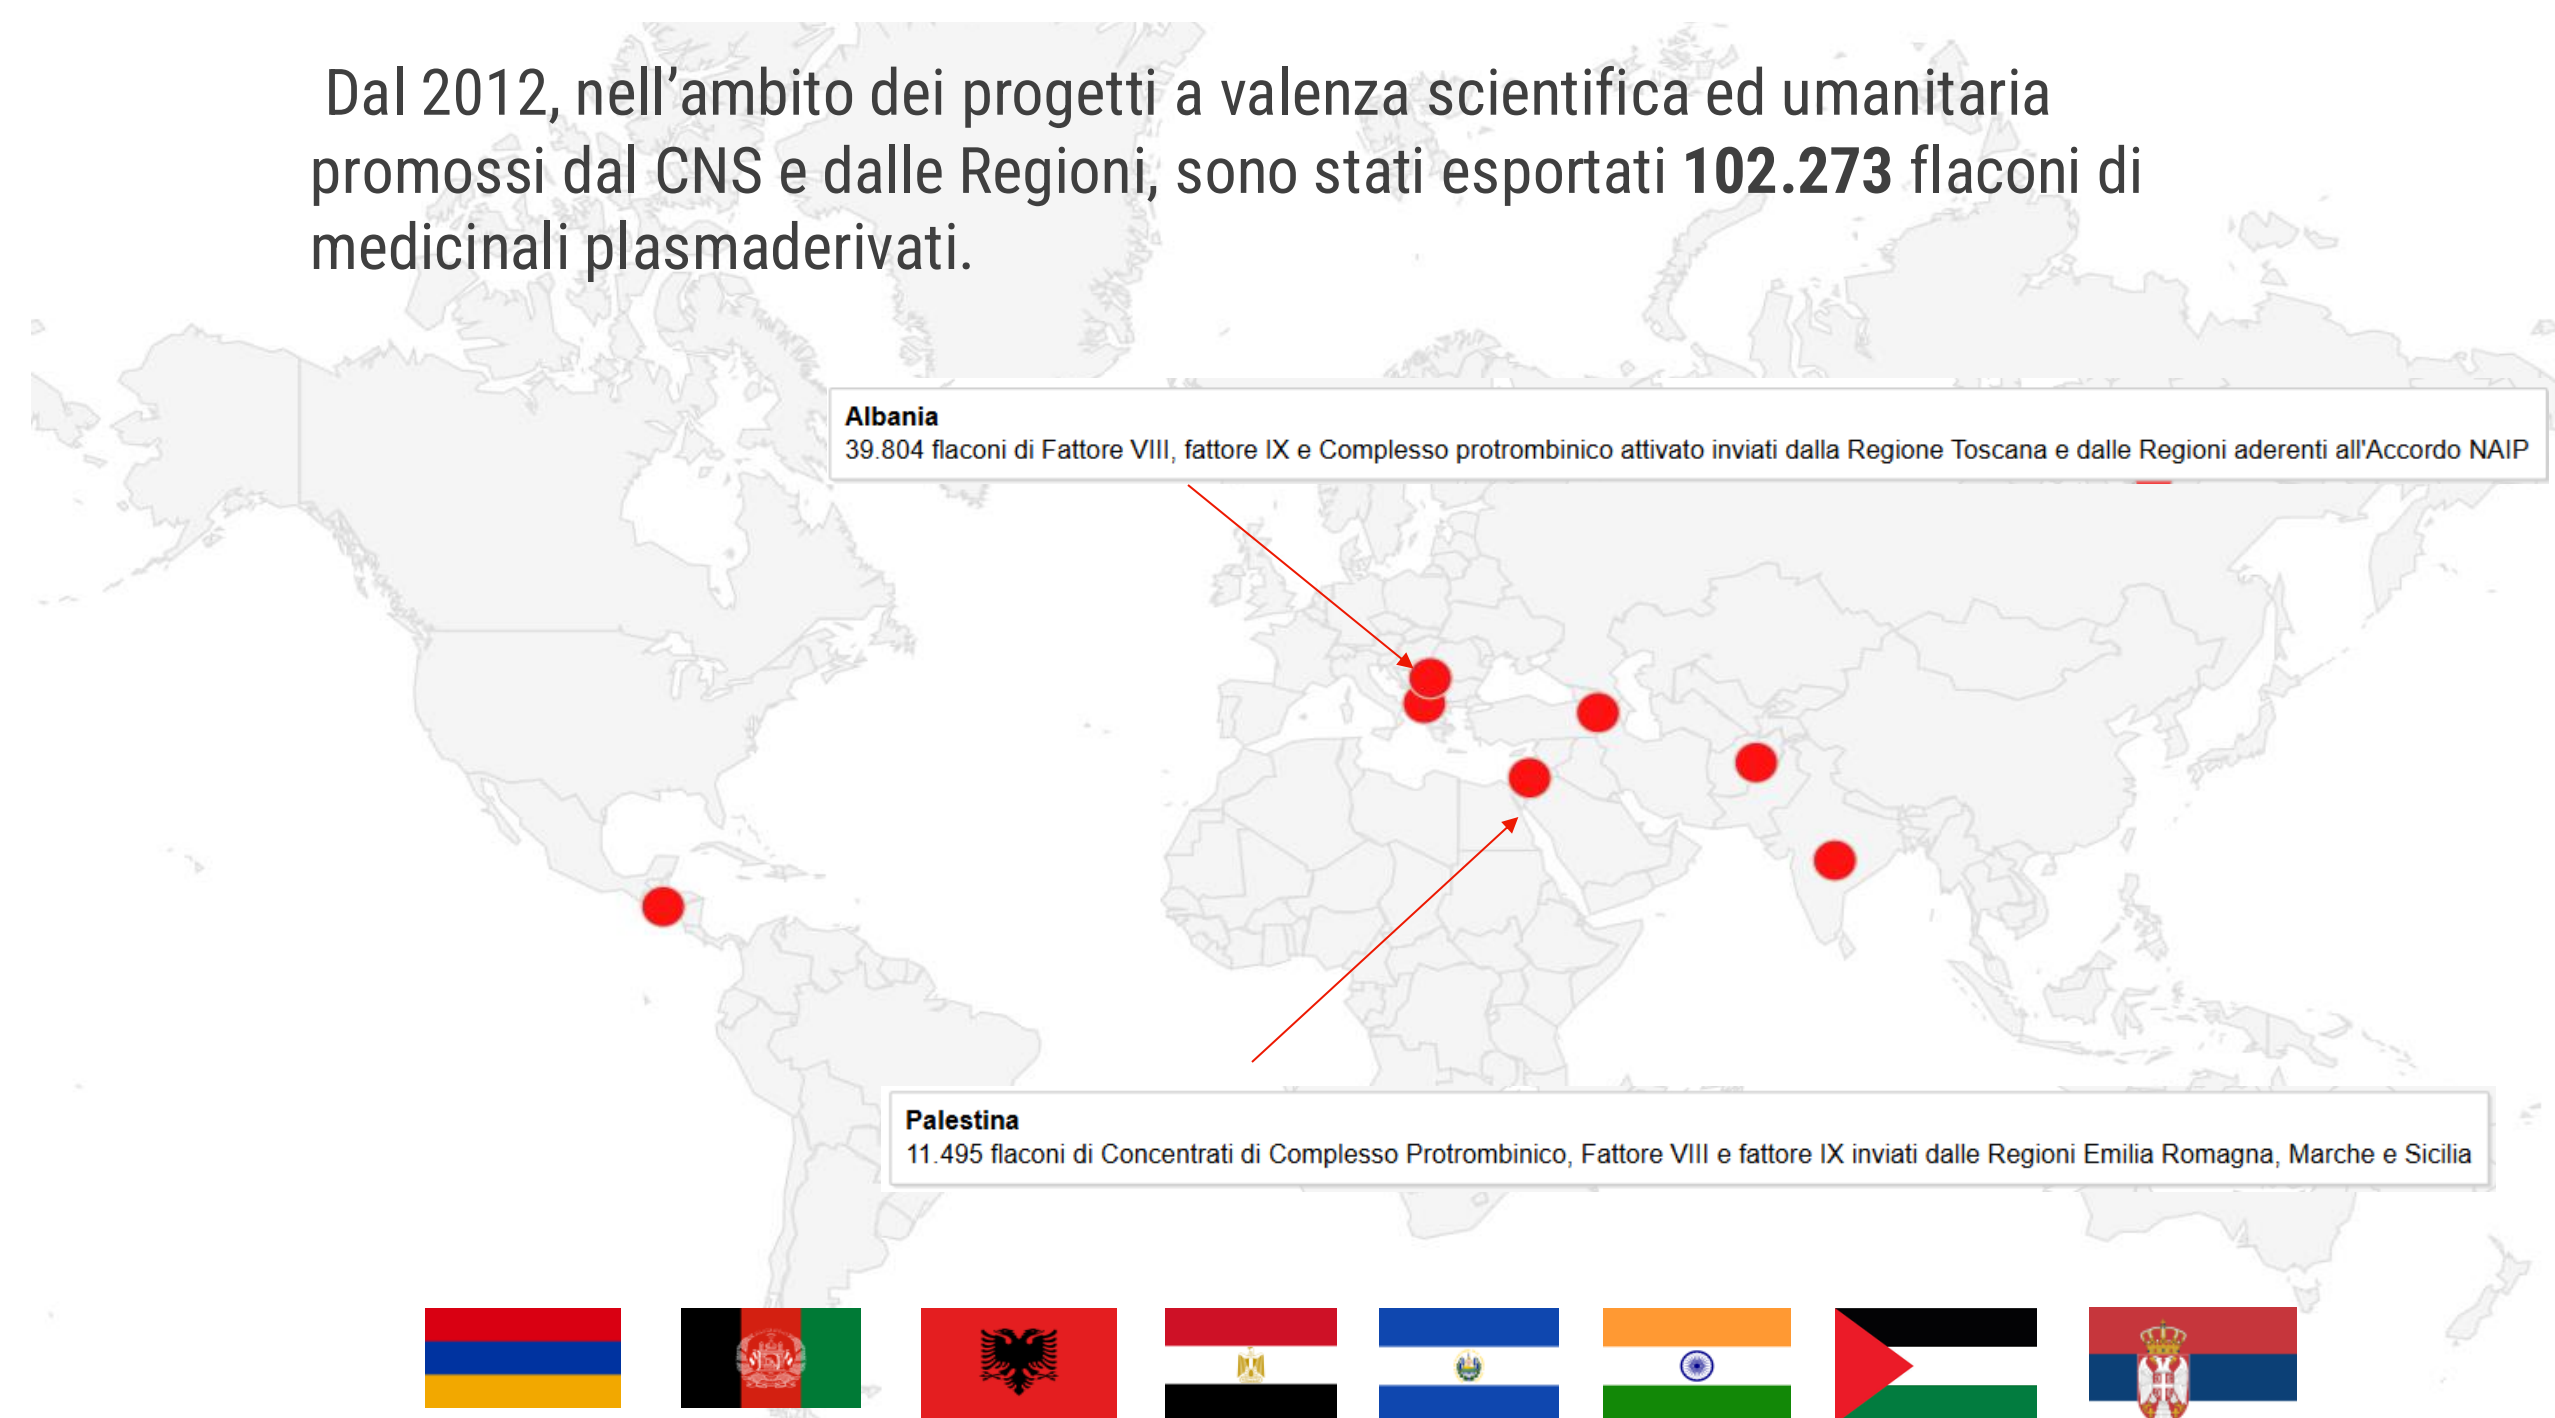 Dal 2012, nell’ambito dei progetti a valenza scientifica ed umanitaria
promossi dal CNS e dalle Regioni, sono stati esportati 102.273 flaconi di
medicinali plasmaderivati.
Albania
39.804 flaconi di Fattore VIII, fattore IX e Complesso protrombinico attivato inviati dalla Regione Toscana e dalle Regioni aderenti all'Accordo NAIP
Palestina
11.495 flaconi di Concentrati di Complesso Protrombinico, Fattore VIII e fattore IX inviati dalle Regioni Emilia Romagna, Marche e Sicilia